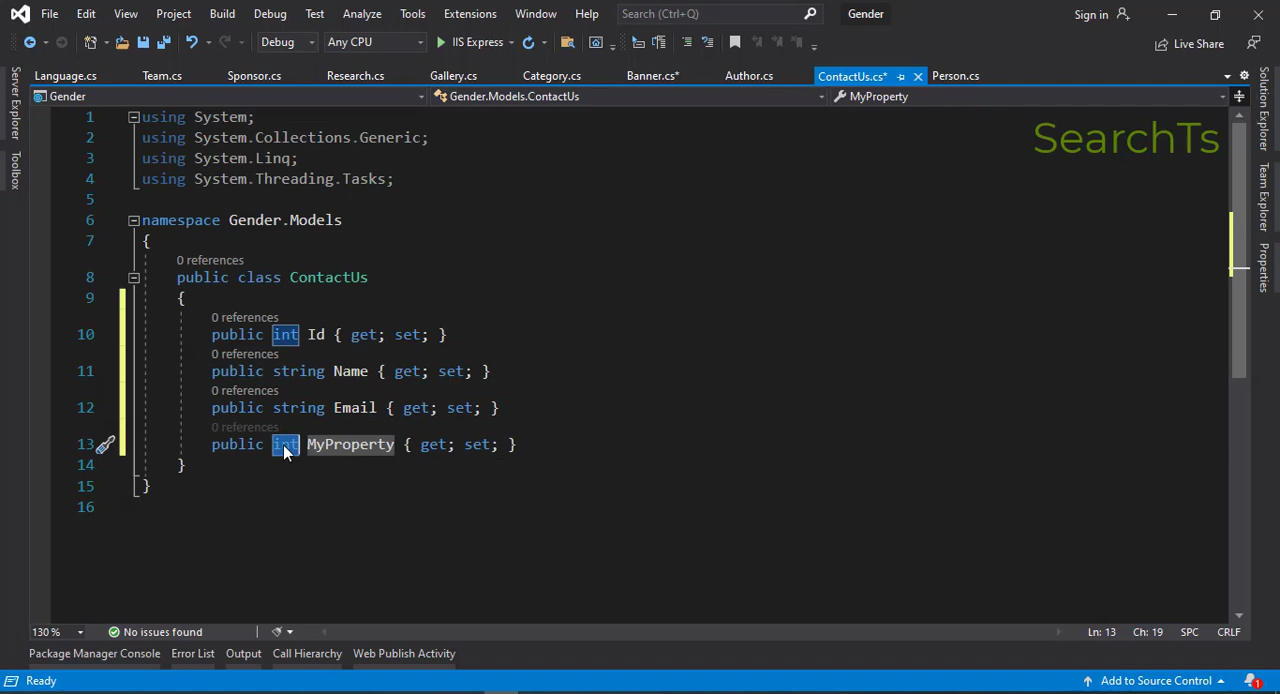 File Edit View Project Build Debug Test Analyze Tools Extensions Window Help Search (Ctrl+Q) Gender Sign in
Debug Any CPU IIS Express Live Share
Language.cs Team.cs Sponsor.cs Research.cs Gallery.cs Category.cs Banner.cs* Author.cs ContactUs.cs* Person.cs
Gender Gender.Models.ContactUs MyProperty
Server Explorer
Toolbox
Solution Explorer
Team Explorer
Properties
SearchTs
1 using System;
2 using System.Collections.Generic;
3 using System.Linq;
4 using System.Threading.Tasks;
5
6 namespace Gender.Models
7 {
0 references
8 public class ContactUs
9 {
0 references
10 public int Id { get; set; }
0 references
11 public string Name { get; set; }
0 references
12 public string Email { get; set; }
0 references
13 public int MyProperty { get; set; }
14 }
15 }
16
130 % No issues found Ln: 13 Ch: 19 SPC CRLF
Package Manager Console Error List Output Call Hierarchy Web Publish Activity
Ready Add to Source Control 1